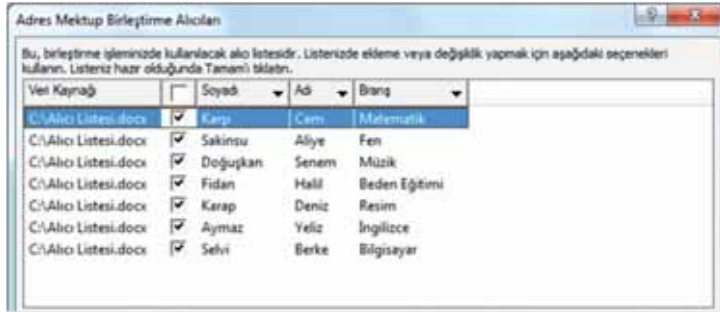 Adres Mektup Birleştirme Alıcıları
Bu, birleştirme işleminizde kullanılacak alıcı listesidir. Listenizde ekleme veya değişiklik yapmak için aşağıdaki seçenekleri
kullanın. Listeniz hazır olduğunda Tamam'ı tıklatın.
Veri Kaynağı Soyadı Adı Branş
C:\Alıcı Listesi.docx Karpı Cem Matematik
C:\Alıcı Listesi.docx Sakinsu Aliye Fen
C:\Alıcı Listesi.docx Doğuşkan Senem Müzik
C:\Alıcı Listesi.docx Fidan Halil Beden Eğitimi
C:\Alıcı Listesi.docx Karap Deniz Resim
C:\Alıcı Listesi.docx Aymaz Yeliz İngilizce
C:\Alıcı Listesi.docx Selvi Berke Bilgisayar